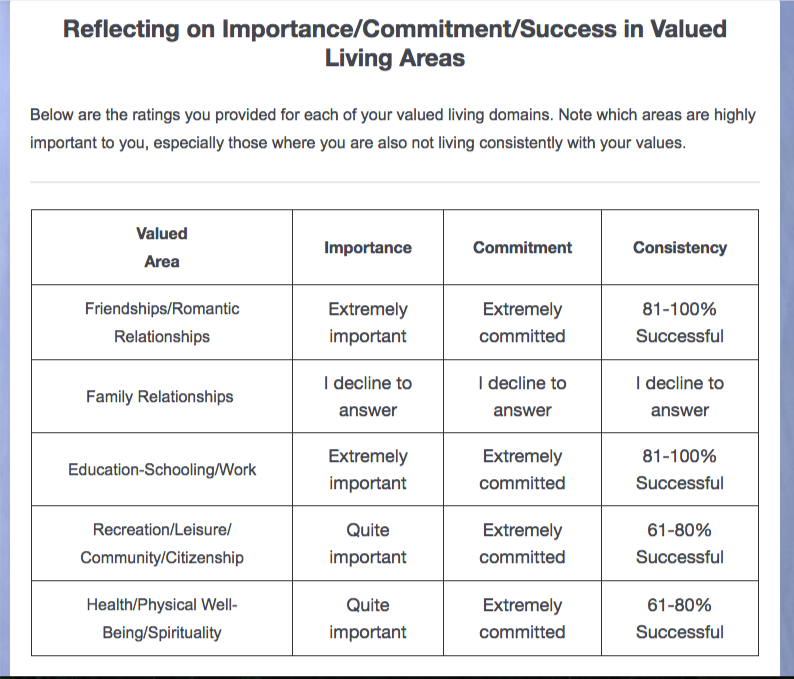 Reflecting on Importance/Commitment/Success in Valued
Living Areas
Below are the ratings you provided for each of your valued living domains. Note which areas are highly
important to you, especially those where you are also not living consistently with your values.
Valued
Area
Importance
Commitment
Consistency
Friendships/Romantic
Relationships
Extremely
important
Extremely
committed
81-100%
Successful
Family Relationships
I decline to
answer
I decline to
answer
I decline to
answer
Education-Schooling/Work
Extremely
important
Extremely
committed
81-100%
Successful
Recreation/Leisure/
Community/Citizenship
Quite
important
Extremely
committed
61-80%
Successful
Health/Physical Well-
Being/Spirituality
Quite
important
Extremely
committed
61-80%
Successful